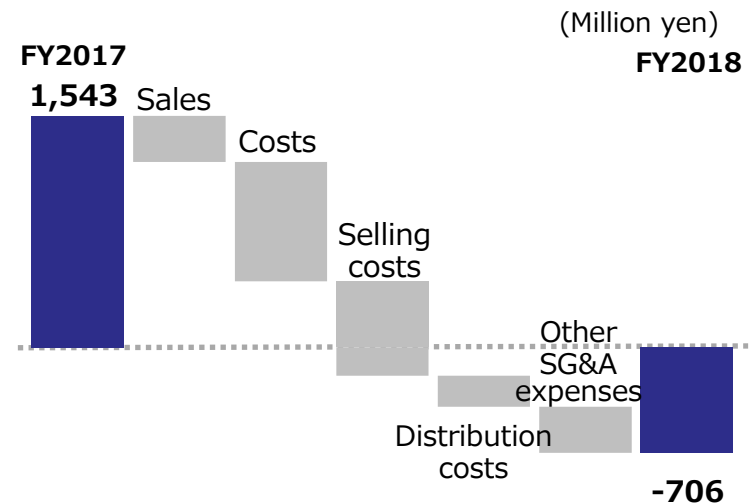 (Million yen)
FY2017
FY2018
1,543
Sales
Costs
Selling
costs
Other
SG&A
expenses
Distribution
costs
-706